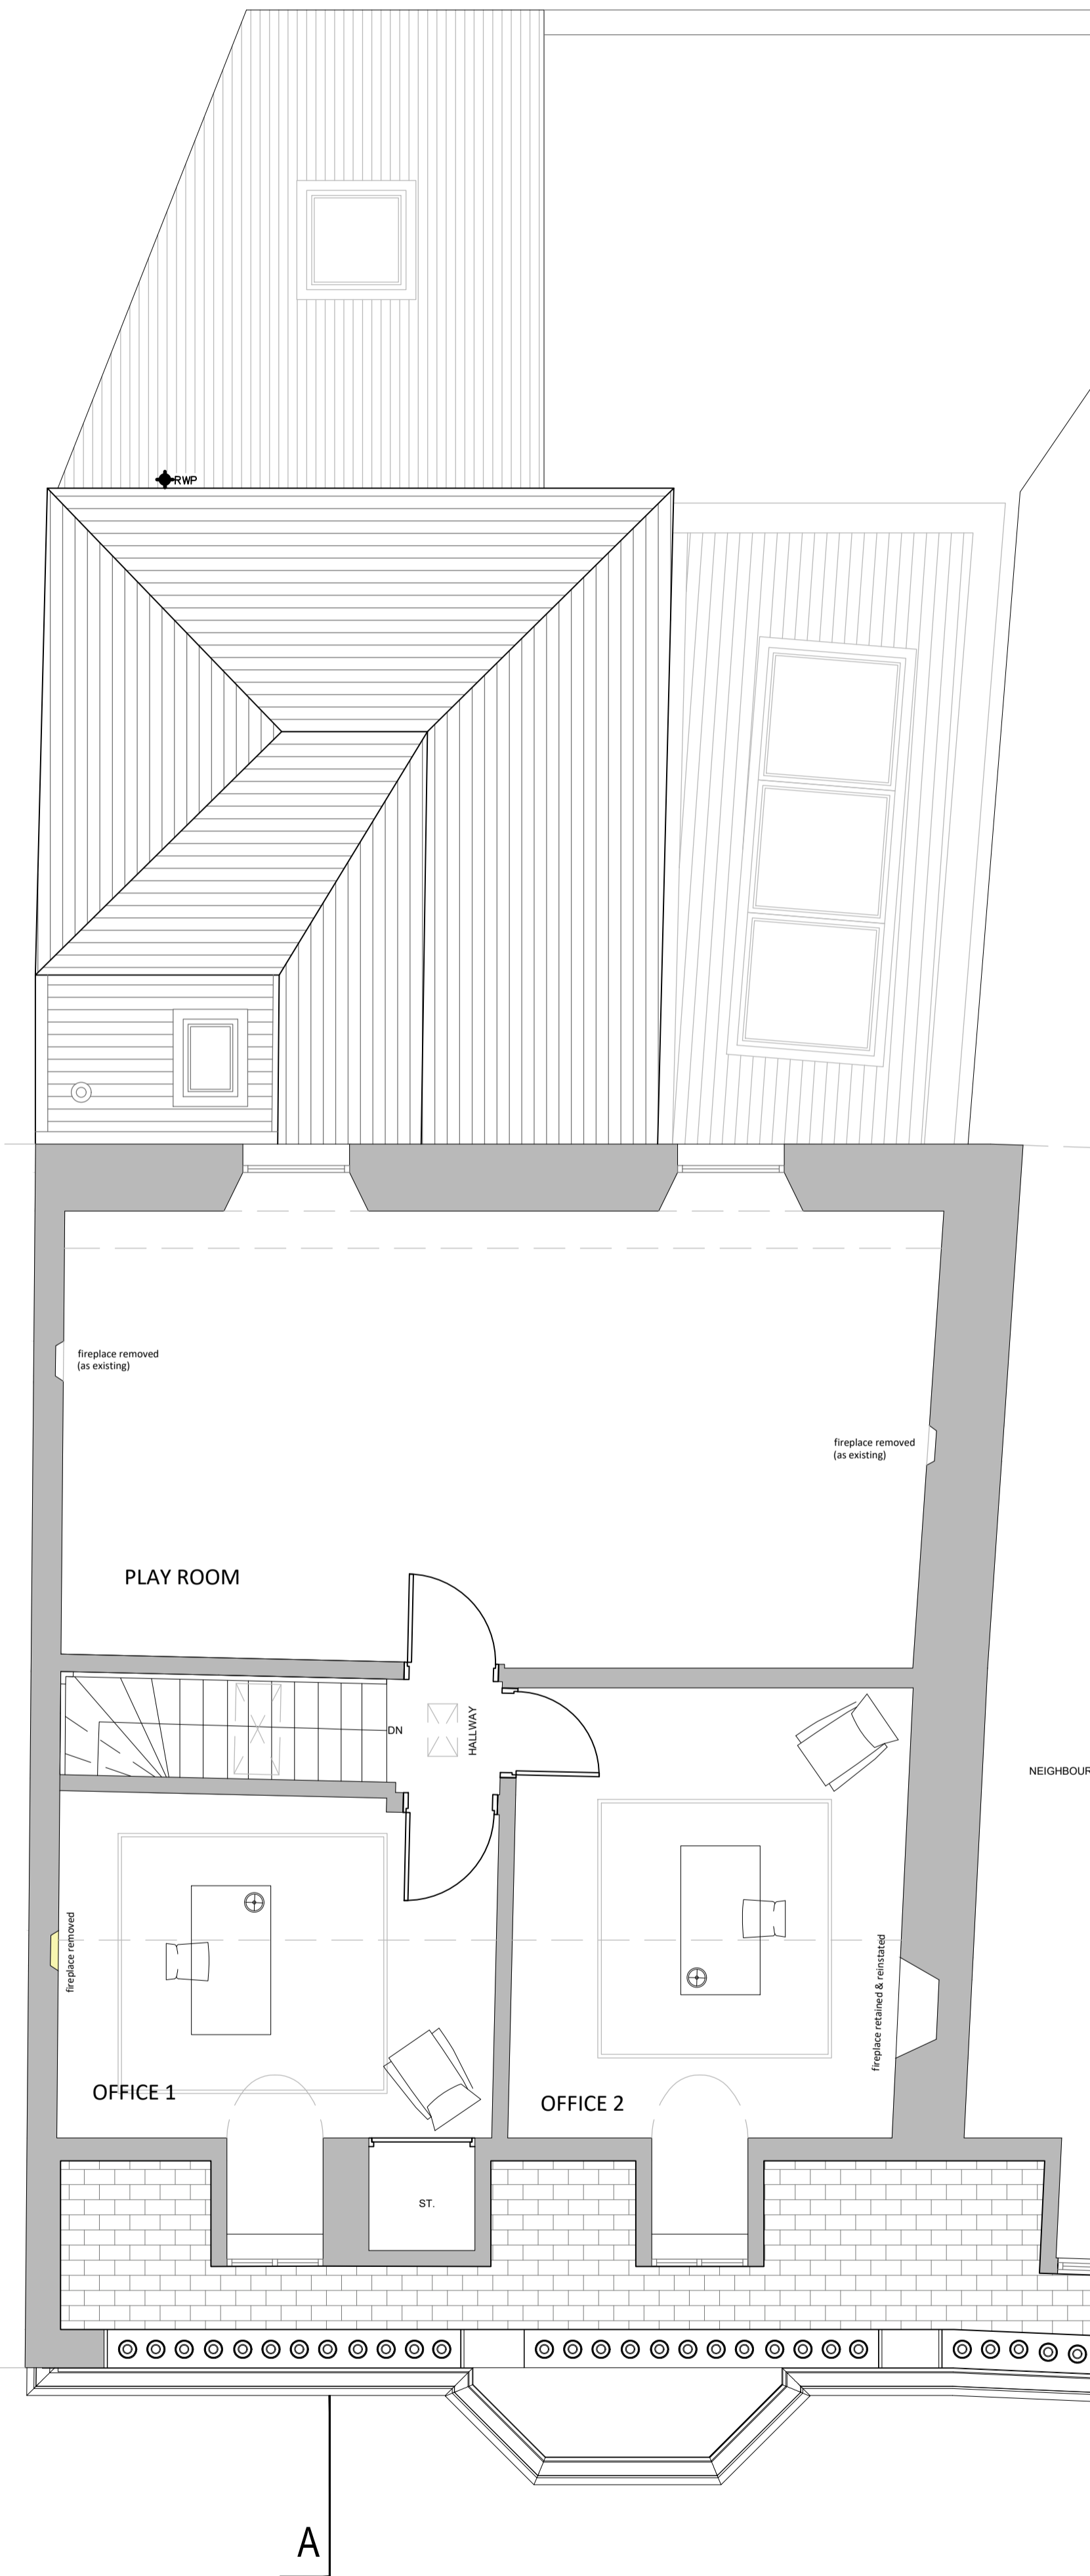 RWP
fireplace removed
(as existing)
fireplace removed
(as existing)
PLAY ROOM
DN
HALLWAY
NEIGHBOUR
fireplace removed
fireplace retained & reinstated
OFFICE 1
OFFICE 2
ST.
A